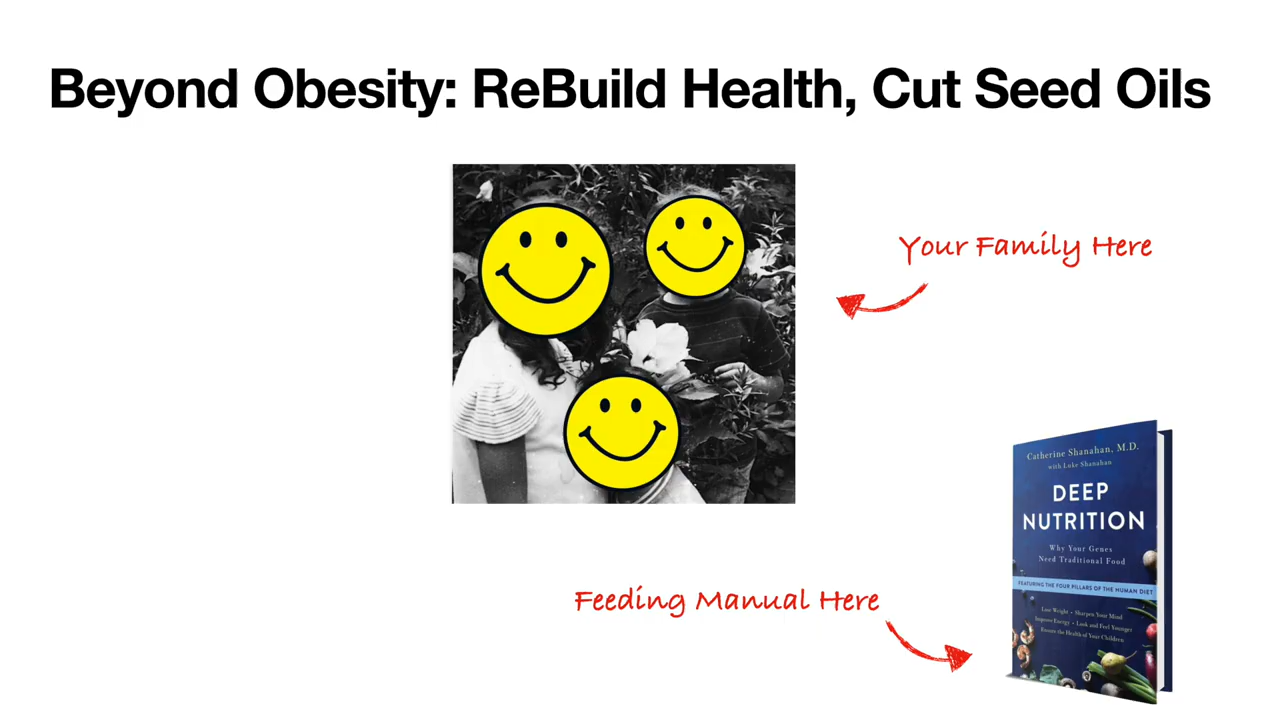 Beyond Obesity: ReBuild Health, Cut Seed Oils
Your Family Here
Catherine Shanahan, M.D.
with Luke Shanahan
DEEP
NUTRITION
Why Your Genes
Need Traditional Food
FEATURING THE FOUR PILLARS OF THE HUMAN DIET
Lose Weight • Sharpen Your Mind
Improve Energy • Look and Feel Younger
Ensure the Health of Your Children
Feeding Manual Here